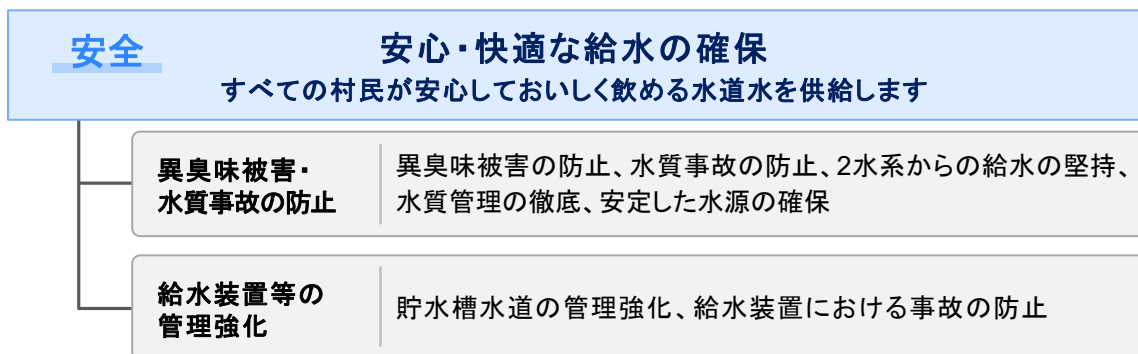 安全
安心・快適な給水の確保
すべての村民が安心しておいしく飲める水道水を供給します
異臭味被害・
水質事故の防止
異臭味被害の防止、水質事故の防止、2水系からの給水の堅持、
水質管理の徹底、安定した水源の確保
給水装置等の
管理強化
貯水槽水道の管理強化、給水装置における事故の防止